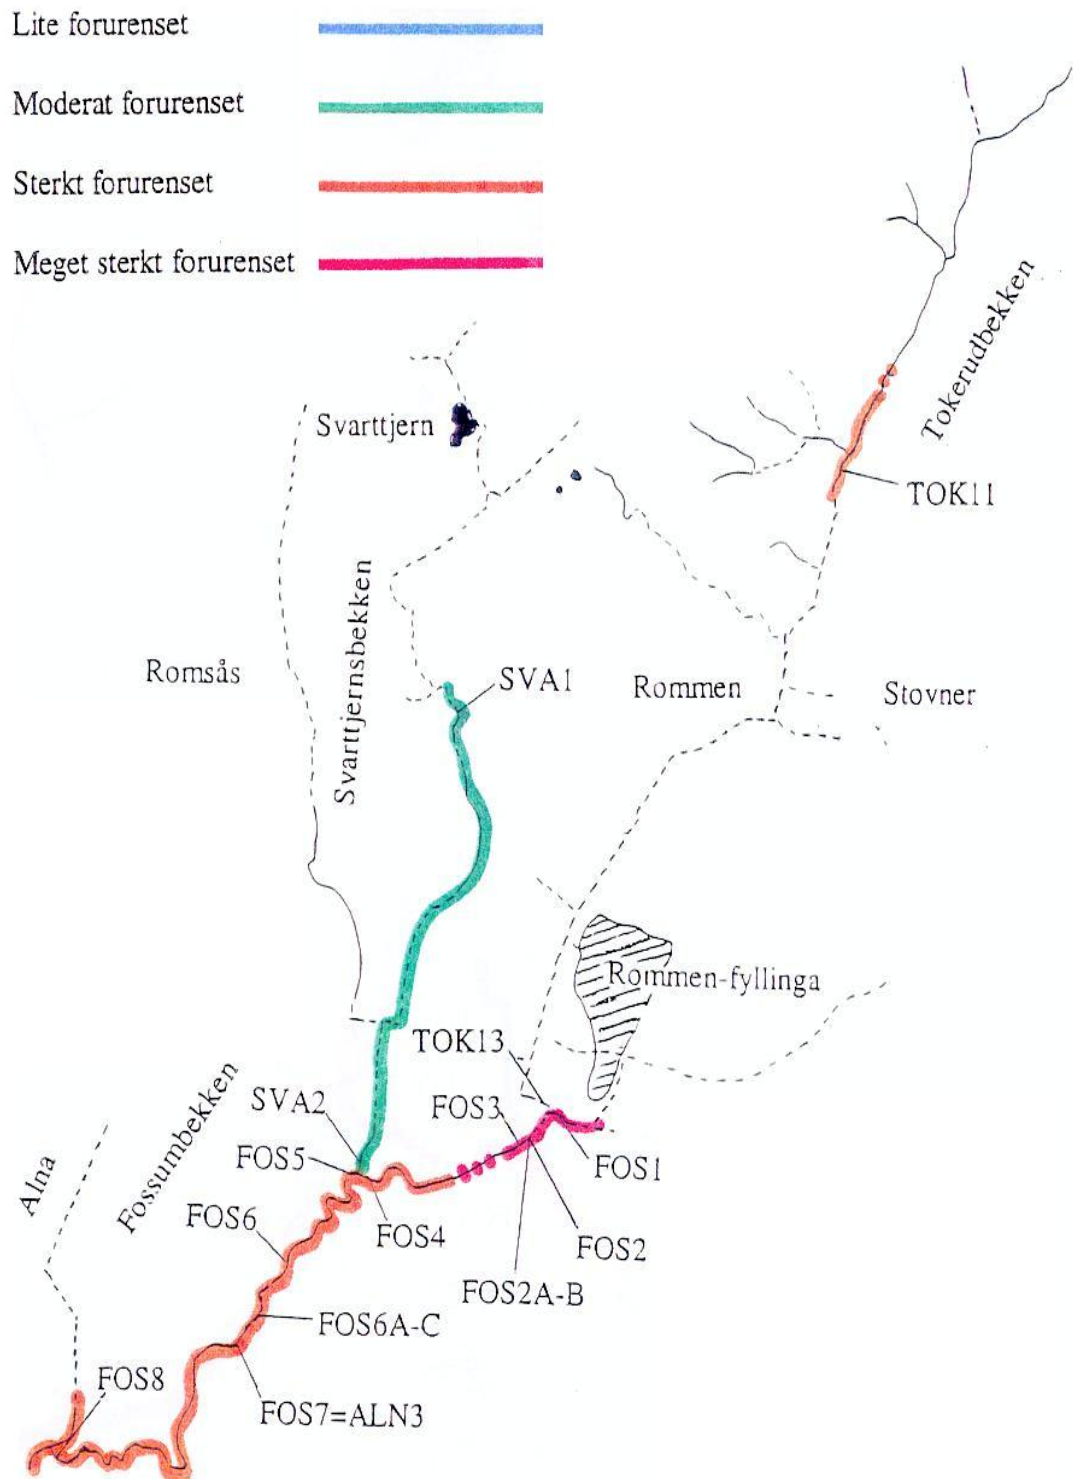 Lite forurenset
Moderat forurenset
Sterkt forurenset
Meget sterkt forurenset
Tokerudbekken
Svarttjern
TOK11
Svarttjernsbekken
Romsås
SVA1
Rommen
Stovner
Rommen-fyllinga
TOK13
SVA2
FOS3
Fossumbekken
FOS5
FOS1
Alna
FOS6
FOS4
FOS2
FOS2A-B
FOS6A-C
FOS8
FOS7=ALN3